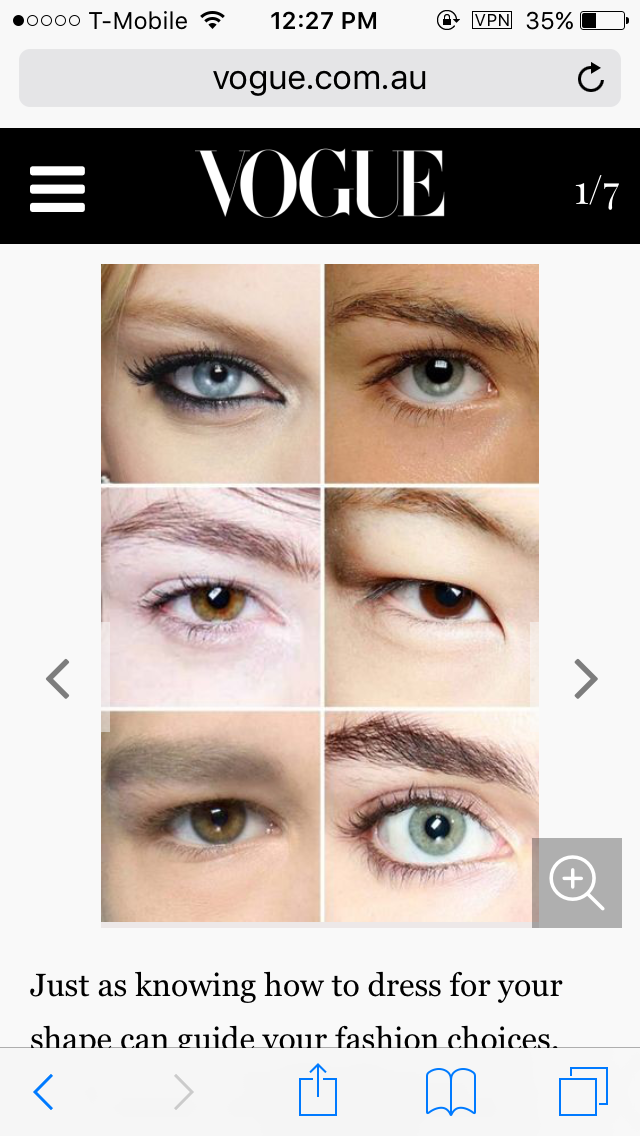 T-Mobile 12:27 PM VPN 35%
vogue.com.au
VOGUE 1/7
Just as knowing how to dress for your
shape can guide your fashion choices,